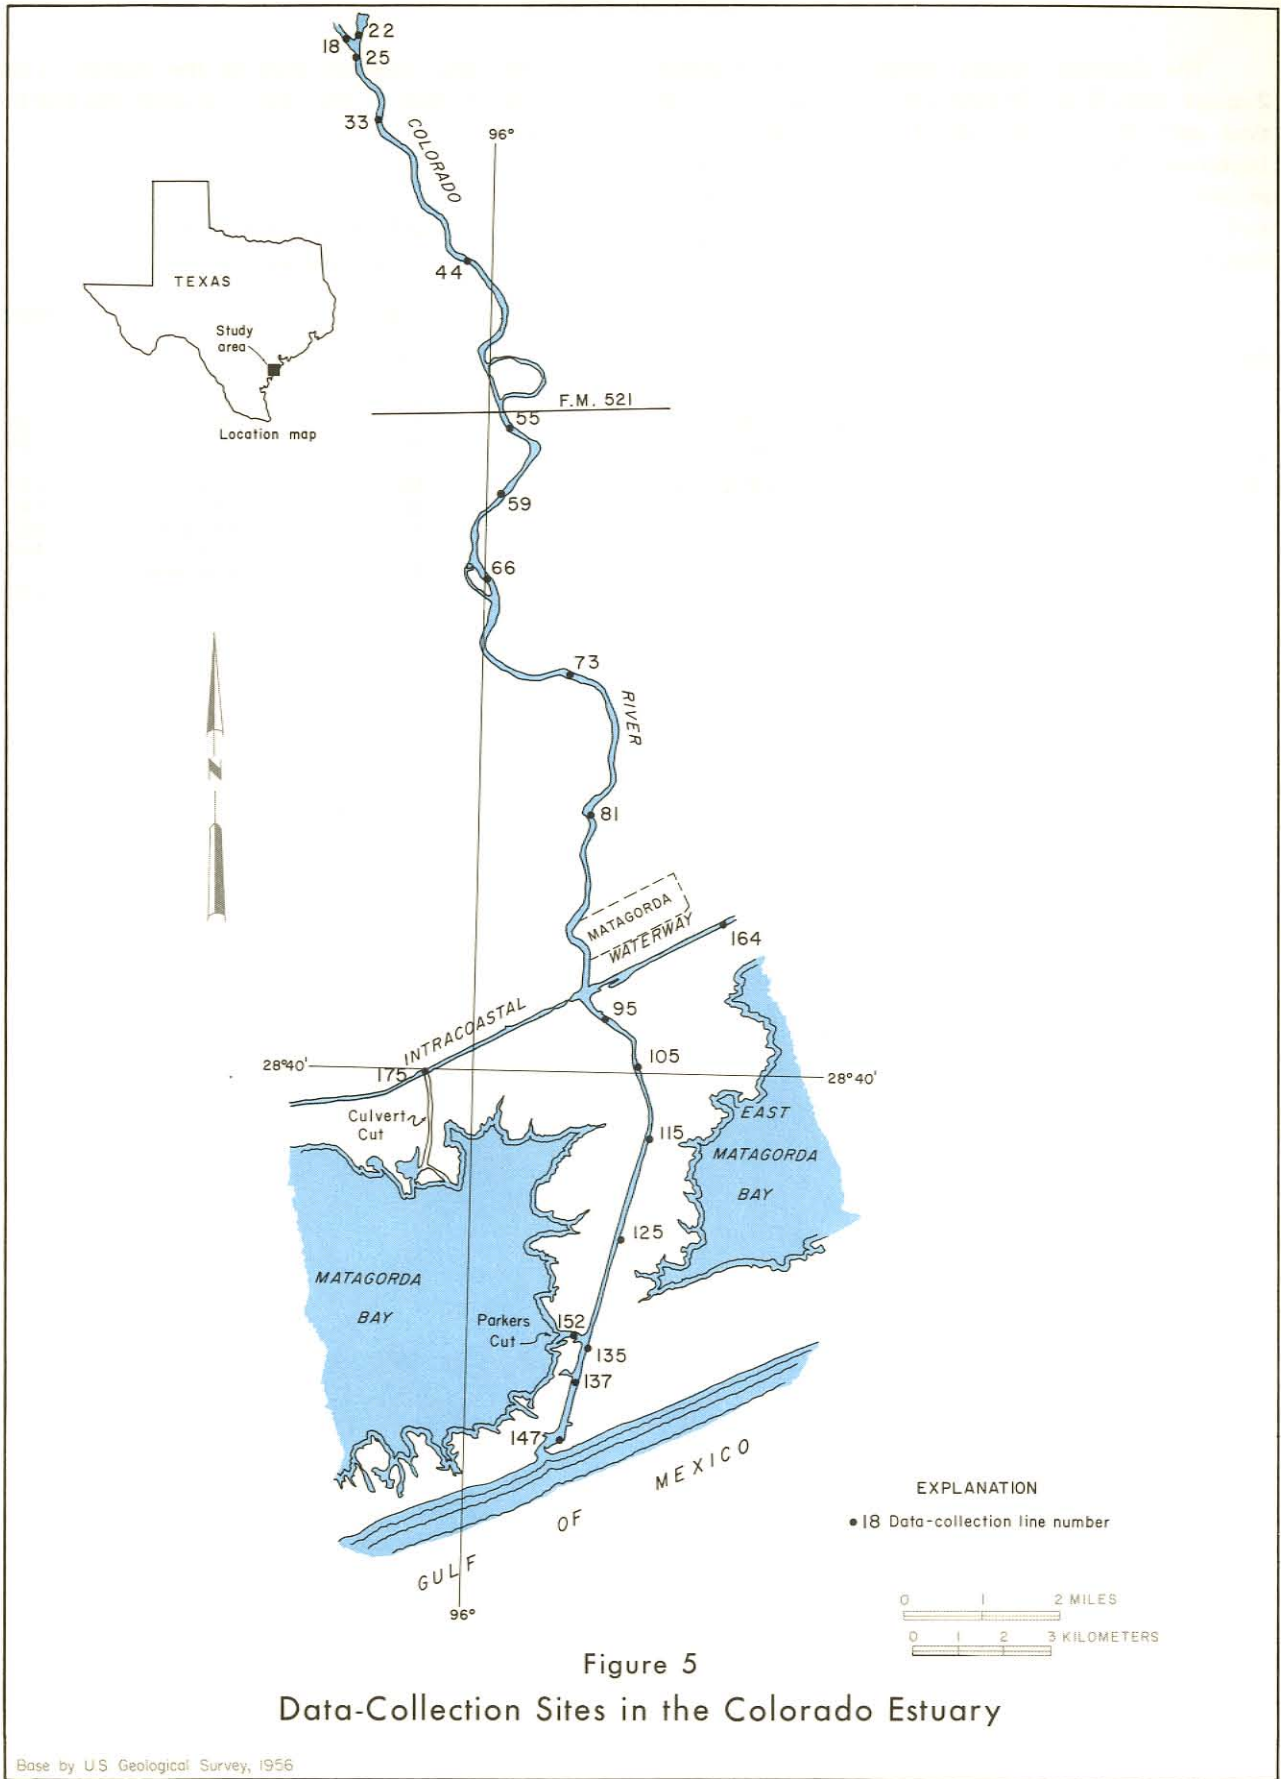 22
18
25
33
COLORADO
96°
44
TEXAS
Study
area
Location map
F.M. 521
55
59
66
73
RIVER
N
81
MATAGORDA
WATERWAY
164
95
INTRACOASTAL
105
28°40'
175
28°40'
Culvert
Cut
EAST
MATAGORDA
BAY
115
125
MATAGORDA
BAY
Parkers
Cut
152
135
137
147
GULF OF MEXICO
96°
EXPLANATION
18 Data-collection line number
0 1 2 MILES
0 1 2 3 KILOMETERS
Figure 5
Data-Collection Sites in the Colorado Estuary
Base by U.S. Geological Survey, 1956